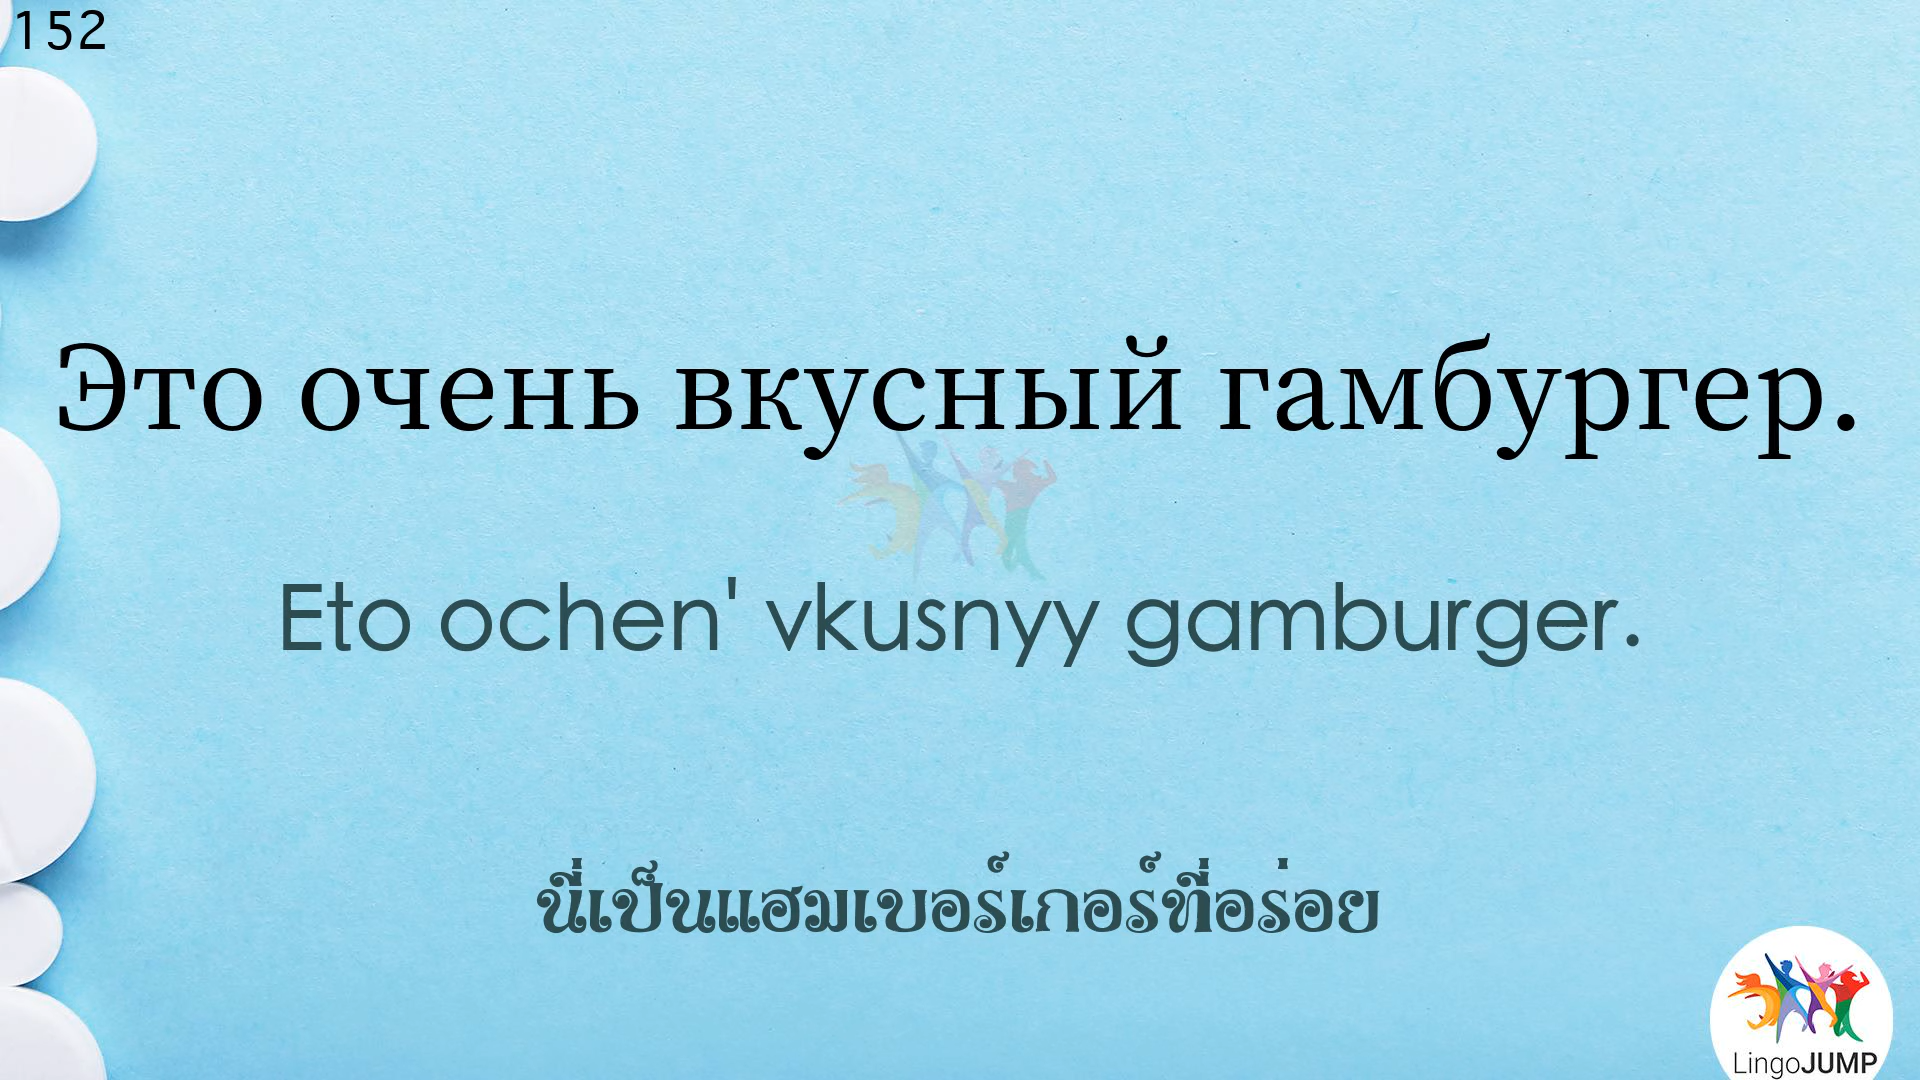 152
Это очень вкусный гамбургер.
Eto ochen' vkusnyy gamburger.
นี่เป็นแฮมเบอร์เกอร์ที่อร่อย
LingoJUMP